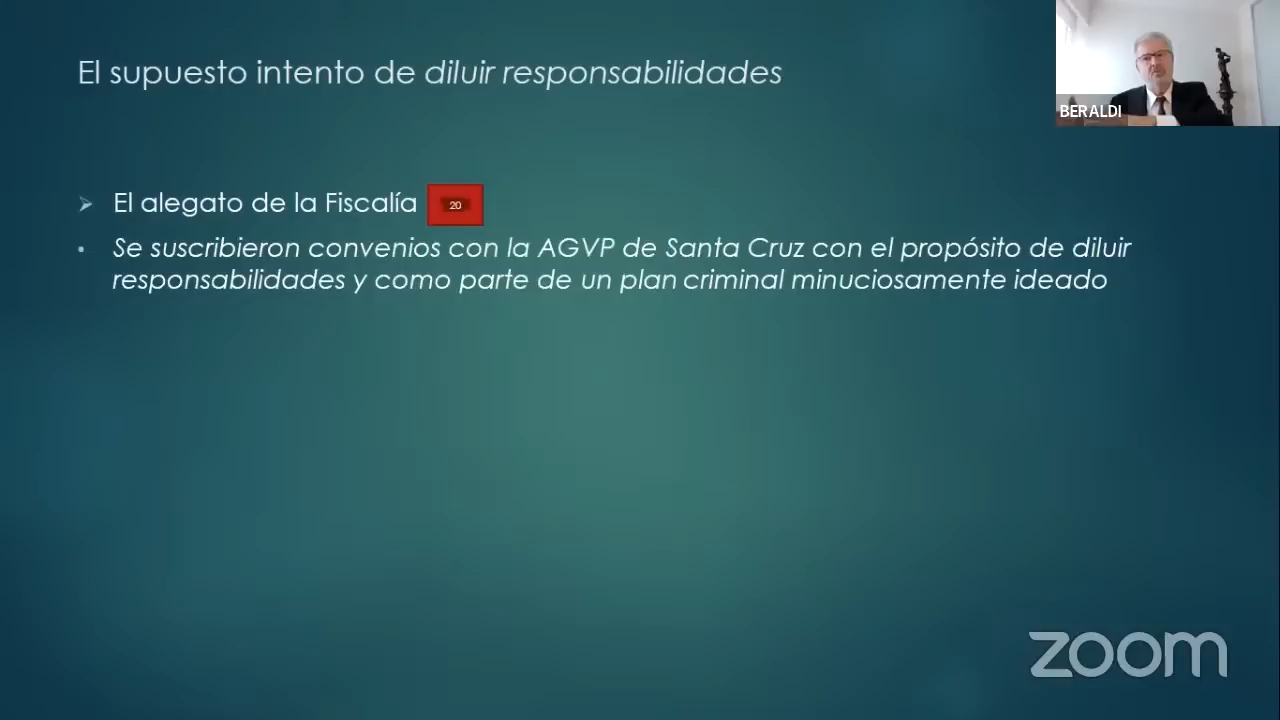 El supuesto intento de diluir responsabilidades
BERALDI
El alegato de la Fiscalía 20
Se suscribieron convenios con la AGVP de Santa Cruz con el propósito de diluir
responsabilidades y como parte de un plan criminal minuciosamente ideado
zoom